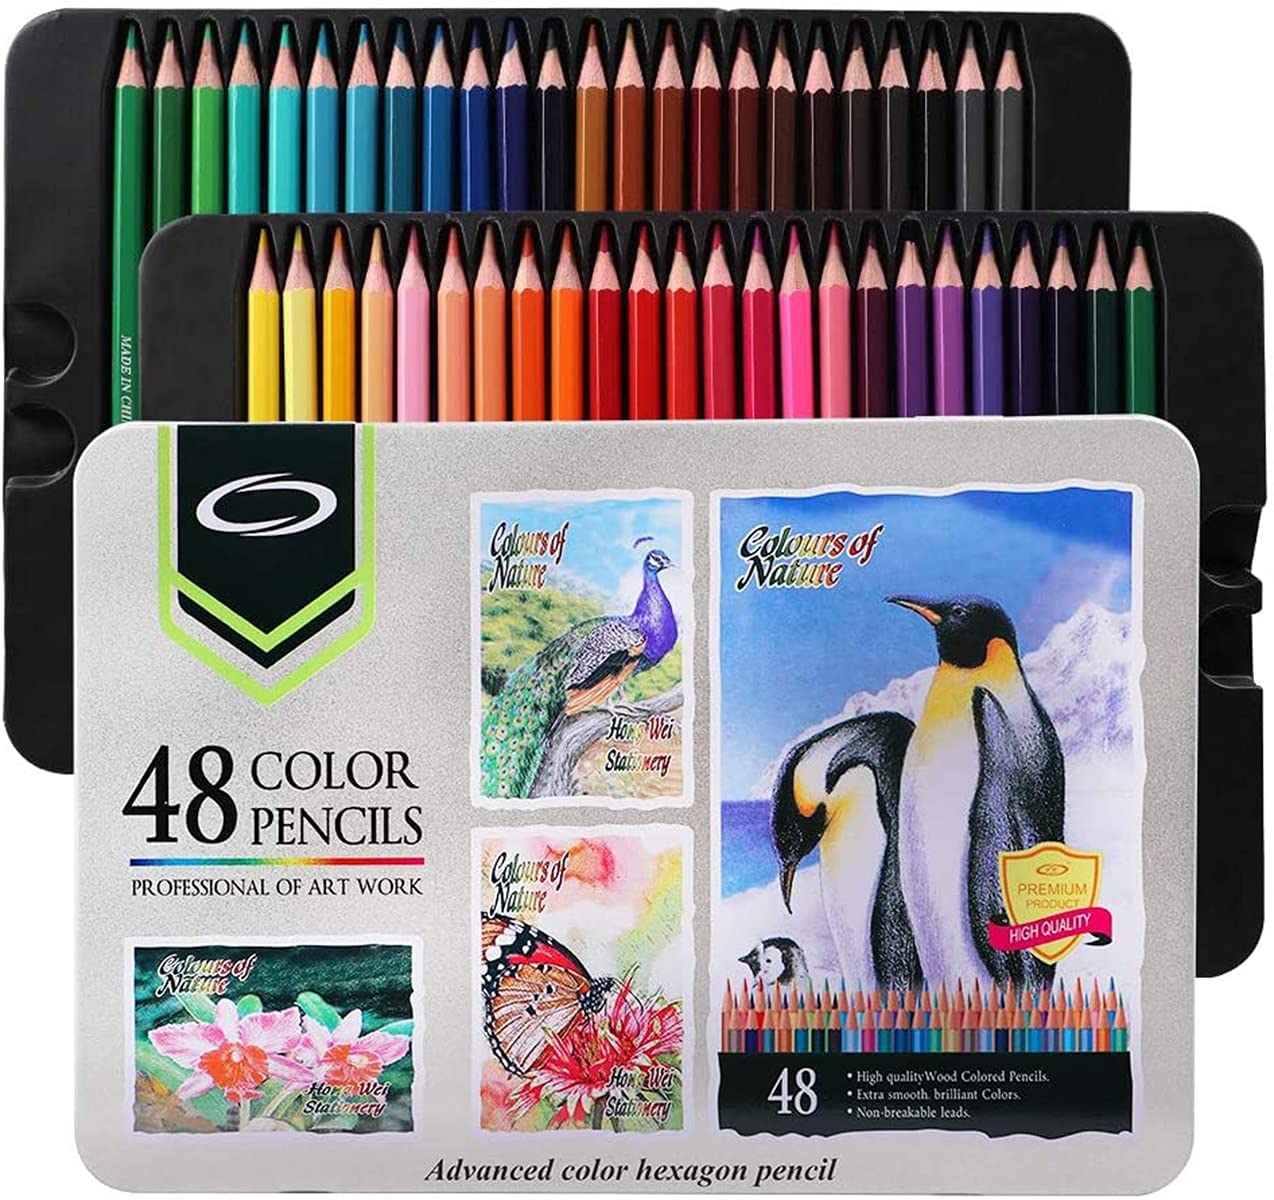 MADE IN CHI
48 COLOR
PENCILS
PROFESSIONAL OF ART WORK
Colours of
Nature
Hong Wei
Stationery
Colours of
Nature
Hong Wei
Stationery
Colours of
Nature
Hong Wei
Stationery
Colours of
Nature
PREMIUM
PRODUCT
HIGH QUALITY
48
• High qualityWood Colored Pencils.
• Extra smooth, brilliant Colors.
• Non-breakable leads.
Advanced color hexagon pencil